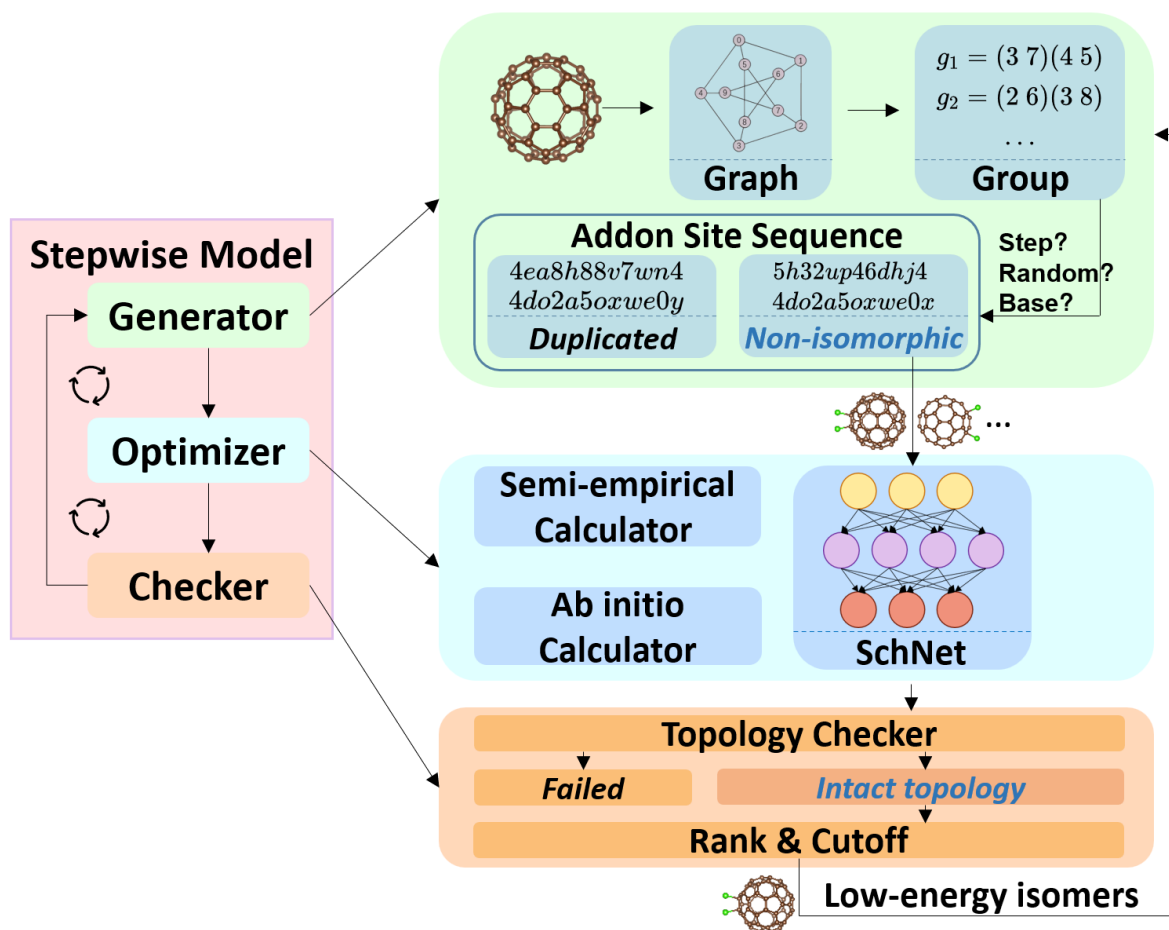 Stepwise Model
Generator
Optimizer
Checker
0
1
5
6
4
9
7
8
2
3
Graph
g₁ = (3 7)(4 5)
g₂ = (2 6)(3 8)
...
Group
Addon Site Sequence
4ea8h88v7wn4
4do2a5oxwe0y
Duplicated
5h32up46dhj4
4do2a5oxwe0x
Non-isomorphic
Step?
Random?
Base?
...
Semi-empirical
Calculator
Ab initio
Calculator
SchNet
Topology Checker
Failed
Intact topology
Rank & Cutoff
Low-energy isomers